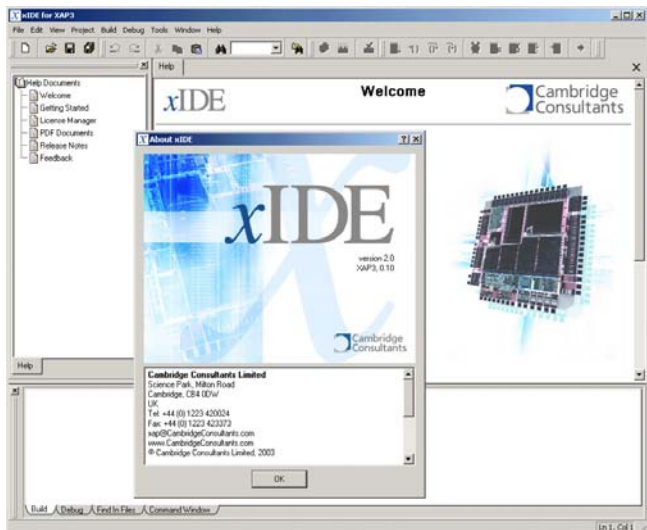 xIDE for XAP3
File Edit View Project Build Debug Tools Window Help
Help
Help Documents
Welcome
Getting Started
License Manager
PDF Documents
Release Notes
Feedback
Help
xIDE
Welcome
Cambridge
Consultants
About xIDE
xIDE
version 2.0
XAP3, 0.10
Cambridge
Consultants
Cambridge Consultants Limited
Science Park, Milton Road
Cambridge, CB4 0DW
UK
Tel: +44 (0) 1223 420024
Fax: +44 (0) 1223 423373
xap@CambridgeConsultants.com
www.CambridgeConsultants.com
© Cambridge Consultants Limited, 2003
OK
Build Debug Find In Files Command Window
Ln 1, Col 1